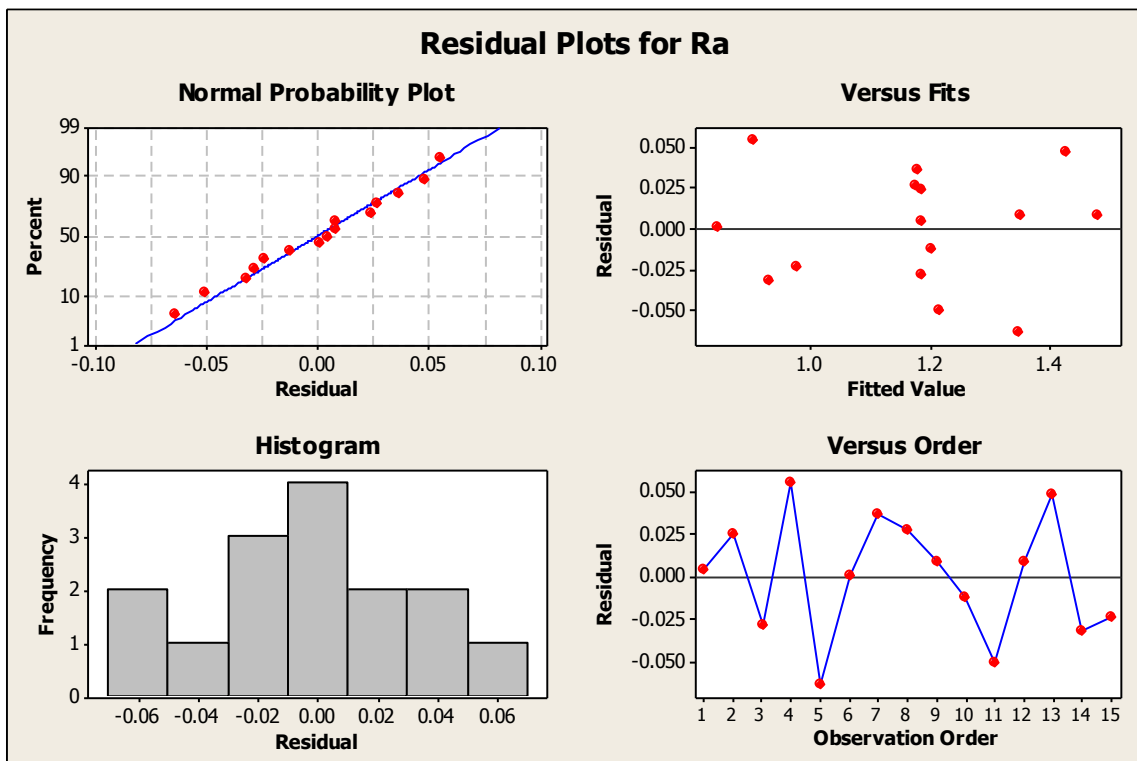 Residual Plots for Ra
Normal Probability Plot
99
90
50
10
1
Percent
-0.10 -0.05 0.00 0.05 0.10
Residual
Versus Fits
0.050
0.025
0.000
-0.025
-0.050
Residual
1.0 1.2 1.4
Fitted Value
Histogram
4
3
2
1
0
Frequency
-0.06 -0.04 -0.02 0.00 0.02 0.04 0.06
Residual
Versus Order
0.050
0.025
0.000
-0.025
-0.050
Residual
1 2 3 4 5 6 7 8 9 10 11 12 13 14 15
Observation Order